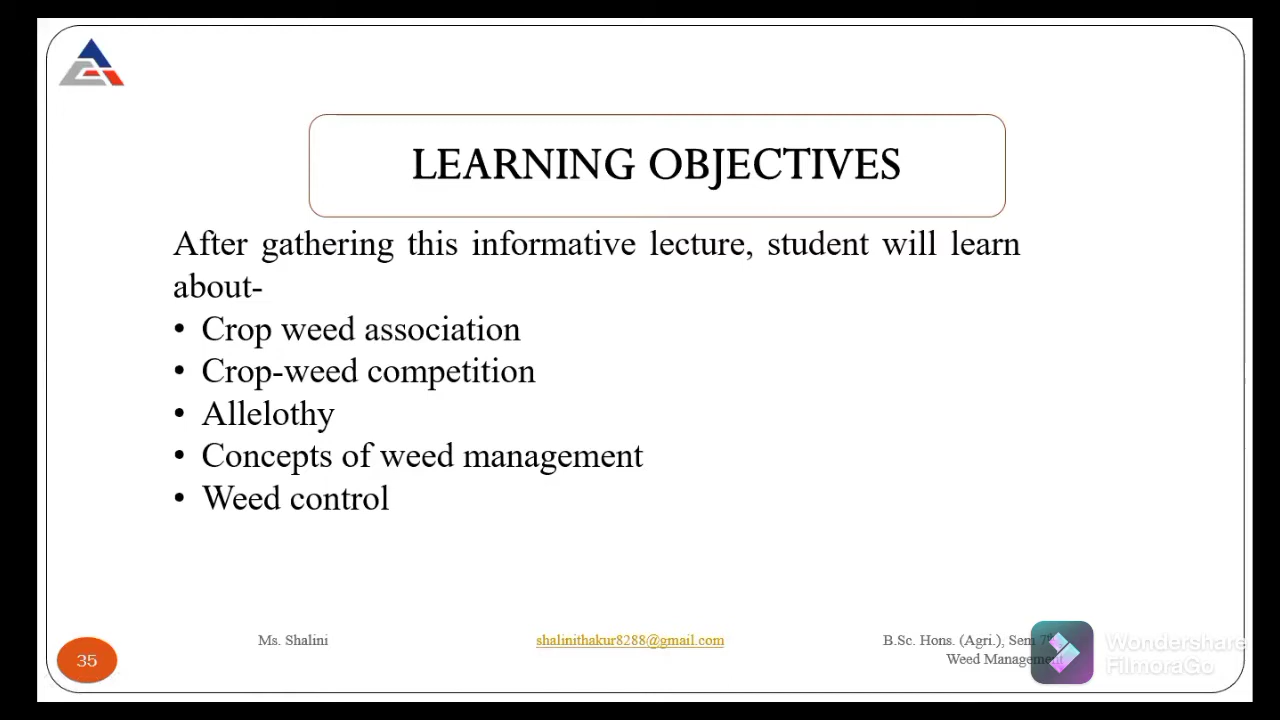 LEARNING OBJECTIVES
After gathering this informative lecture, student will learn
about-
• Crop weed association
• Crop-weed competition
• Allelothy
• Concepts of weed management
• Weed control
35
Ms. Shalini
shalinithakur8288@gmail.com
B.Sc. Hons. (Agri.), Sem 7th
Weed Management
Wondershare
FilmoraGo